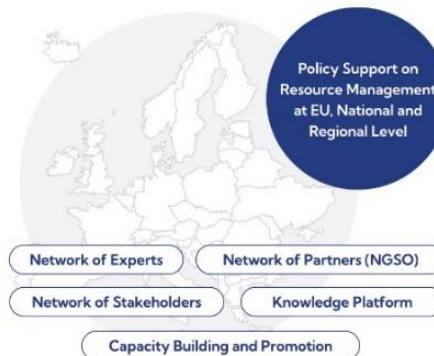 Policy Support on
Resource Management
at EU, National and
Regional Level
Network of Experts
Network of Partners (NGSO)
Network of Stakeholders
Knowledge Platform
Capacity Building and Promotion